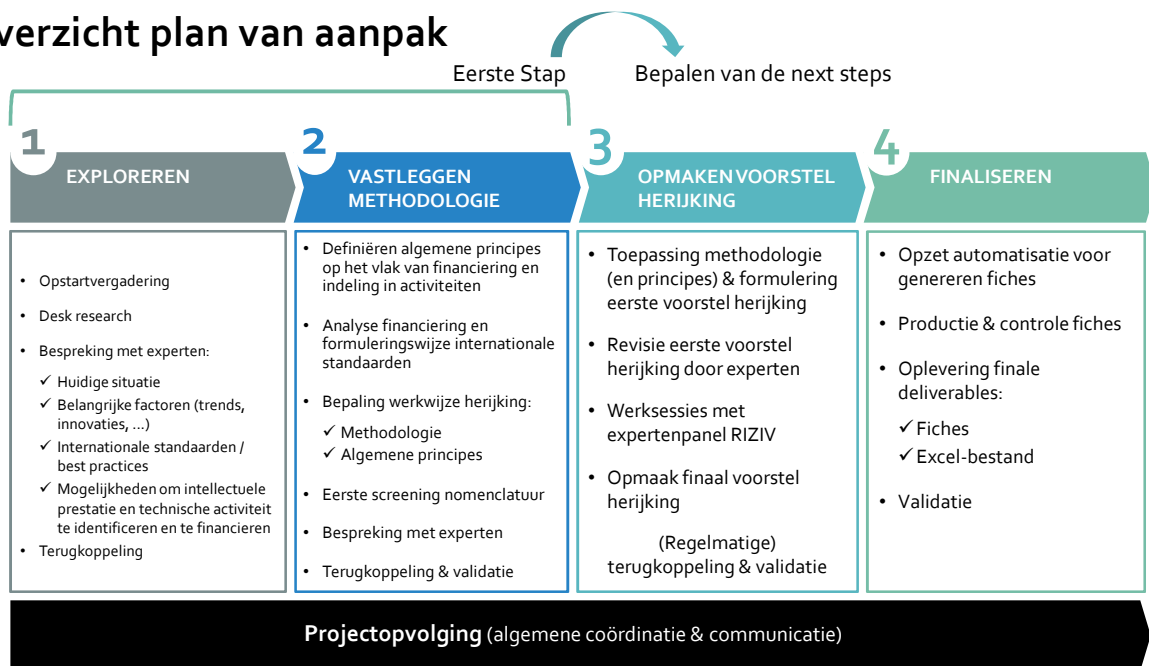 verzicht plan van aanpak
Eerste Stap
Bepalen van de next steps
1
EXPLOREREN
• Opstartvergadering
• Desk research
• Bespreking met experten:
✓ Huidige situatie
✓ Belangrijke factoren (trends,
innovaties, ...)
✓ Internationale standaarden /
best practices
✓ Mogelijkheden om intellectuele
prestatie en technische activiteit
te identificeren en te financieren
• Terugkoppeling
2
VASTLEGGEN
METHODOLOGIE
• Definiëren algemene principes
op het vlak van financiering en
indeling in activiteiten
• Analyse financiering en
formuleringswijze internationale
standaarden
• Bepaling werkwijze herijking:
✓ Methodologie
✓ Algemene principes
• Eerste screening nomenclatuur
• Bespreking met experten
• Terugkoppeling & validatie
3
OPMAKEN VOORSTEL
HERIJKING
• Toepassing methodologie
(en principes) & formulering
eerste voorstel herijking
• Revisie eerste voorstel
herijking door experten
• Werksessies met
expertenpanel RIZIV
• Opmaak finaal voorstel
herijking
(Regelmatige)
terugkoppeling & validatie
4
FINALISEREN
• Opzet automatisatie voor
genereren fiches
• Productie & controle fiches
• Oplevering finale
deliverables:
✓ Fiches
✓ Excel-bestand
• Validatie
Projectopvolging (algemene coördinatie & communicatie)